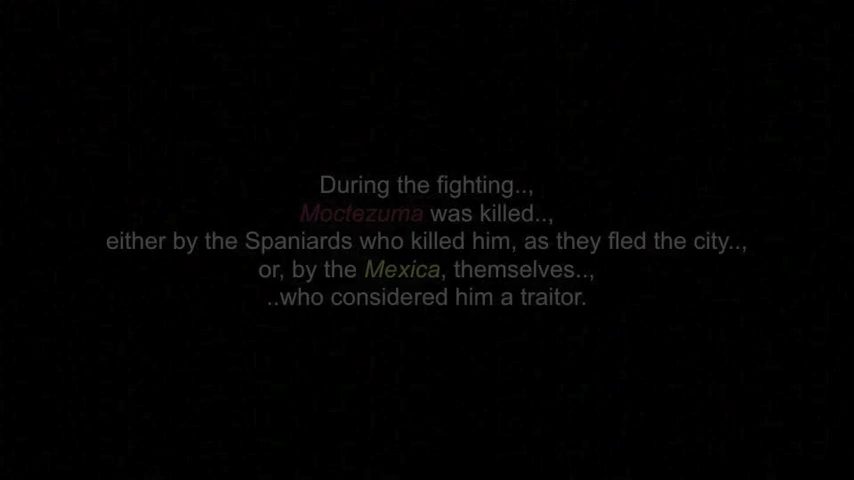 During the fighting..,
Moctezuma was killed..,
either by the Spaniards who killed him, as they fled the city..,
or, by the Mexica, themselves..,
..who considered him a traitor.